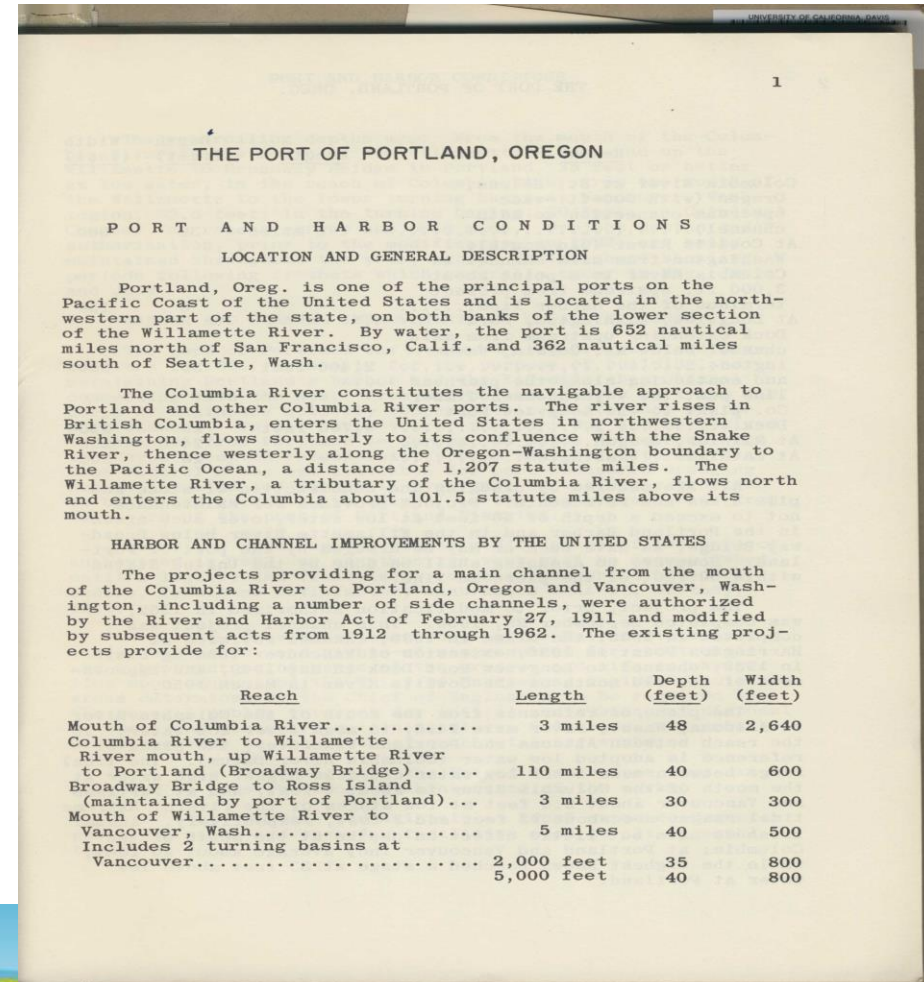 UNIVERSITY OF CALIFORNIA, DAVIS
1
THE PORT OF PORTLAND, OREGON
PORT AND HARBOR CONDITIONS
LOCATION AND GENERAL DESCRIPTION
Portland, Oreg. is one of the principal ports on the
Pacific Coast of the United States and is located in the north-
western part of the state, on both banks of the lower section
of the Willamette River. By water, the port is 652 nautical
miles north of San Francisco, Calif. and 362 nautical miles
south of Seattle, Wash.
The Columbia River constitutes the navigable approach to
Portland and other Columbia River ports. The river rises in
British Columbia, enters the United States in northwestern
Washington, flows southerly to its confluence with the Snake
River, thence westerly along the Oregon-Washington boundary to
the Pacific Ocean, a distance of 1,207 statute miles. The
Willamette River, a tributary of the Columbia River, flows north
and enters the Columbia about 101.5 statute miles above its
mouth.
HARBOR AND CHANNEL IMPROVEMENTS BY THE UNITED STATES
The projects providing for a main channel from the mouth
of the Columbia River to Portland, Oregon and Vancouver, Wash-
ington, including a number of side channels, were authorized
by the River and Harbor Act of February 27, 1911 and modified
by subsequent acts from 1912 through 1962. The existing proj-
ects provide for:
Depth Width
Reach Length (feet) (feet)
Mouth of Columbia River............. 3 miles 48 2,640
Columbia River to Willamette
River mouth, up Willamette River
to Portland (Broadway Bridge)...... 110 miles 40 600
Broadway Bridge to Ross Island
(maintained by port of Portland)... 3 miles 30 300
Mouth of Willamette River to
Vancouver, Wash.................... 5 miles 40 500
Includes 2 turning basins at
Vancouver......................... 2,000 feet 35 800
5,000 feet 40 800